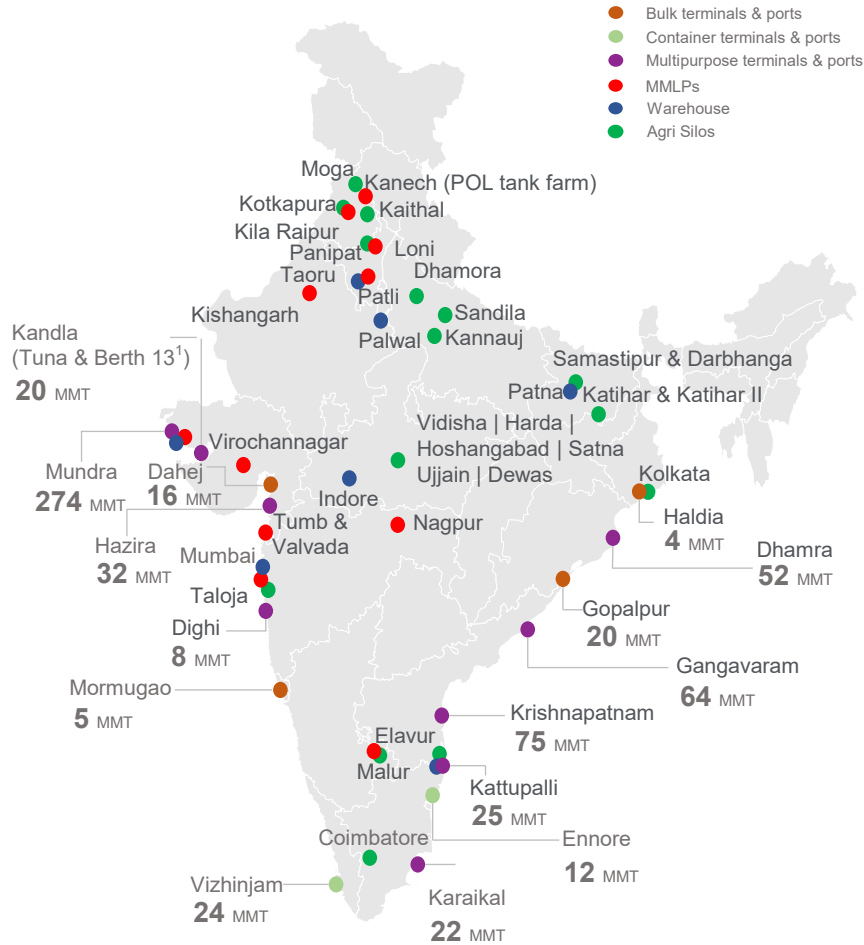 Bulk terminals & ports
Container terminals & ports
Multipurpose terminals & ports
MMLPs
Warehouse
Agri Silos
Moga
Kanech (POL tank farm)
Kotkapura
Kaithal
Kila Raipur
Panipat
Loni
Taoru
Dhamora
Patli
Kishangarh
Sandila
Palwal
Kannauj
Kandla
(Tuna & Berth 13¹)
20 MMT
Samastipur & Darbhanga
Patna
Katihar & Katihar II
Vidisha | Harda |
Hoshangabad | Satna
Ujjain | Dewas
Virochannagar
Mundra
274 MMT
Dahej
16 MMT
Indore
Kolkata
Haldia
4 MMT
Hazira
32 MMT
Tumb &
Valvada
Nagpur
Dhamra
52 MMT
Mumbai
Taloja
Gopalpur
20 MMT
Dighi
8 MMT
Gangavaram
64 MMT
Mormugao
5 MMT
Krishnapatnam
75 MMT
Elavur
Malur
Kattupalli
25 MMT
Ennore
12 MMT
Coimbatore
Vizhinjam
24 MMT
Karaikal
22 MMT